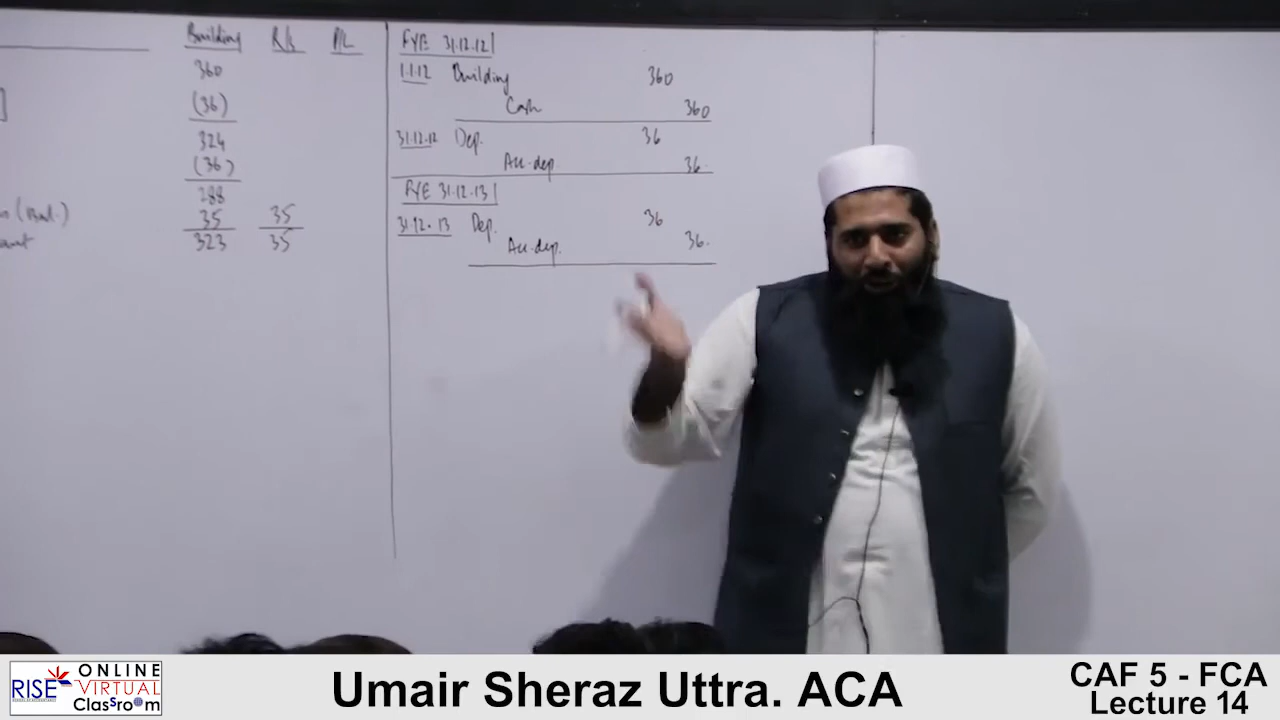 Building R/S P/L
360
(36)
324
(36)
288
35 35
323 35
FYE 31.12.12
1.1.12 Building 360
Cash 360
31.12.12 Dep. 36
Acc. dep 36.
FYE 31.12.13
31.12.13 Dep. 36
Acc. dep. 36.
RISE ONLINE VIRTUAL Classroom
Umair Sheraz Uttra. ACA
CAF 5 - FCA
Lecture 14